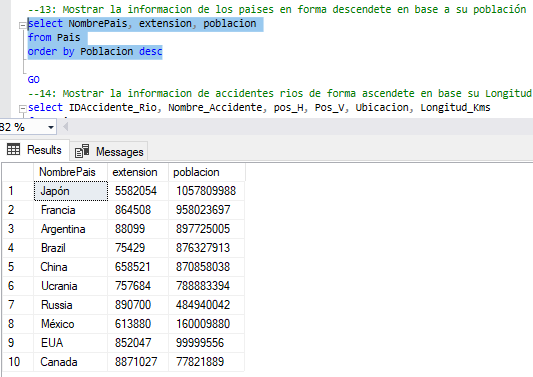 --13: Mostrar la informacion de los paises en forma descendete en base a su población
select NombrePais, extension, poblacion
from Pais
order by Poblacion desc
GO
--14: Mostrar la informacion de accidentes rios de forma ascendete en base su Longitud
select IDAccidente_Rio, Nombre_Accidente, pos_H, Pos_V, Ubicacion, Longitud_Kms
82 %
Results Messages
NombrePais extension poblacion
1 Japón 5582054 1057809988
2 Francia 864508 958023697
3 Argentina 88099 897725005
4 Brazil 75429 876327913
5 China 658521 870858038
6 Ucrania 757684 788883394
7 Russia 890700 484940042
8 México 613880 160009880
9 EUA 852047 99999556
10 Canada 8871027 77821889